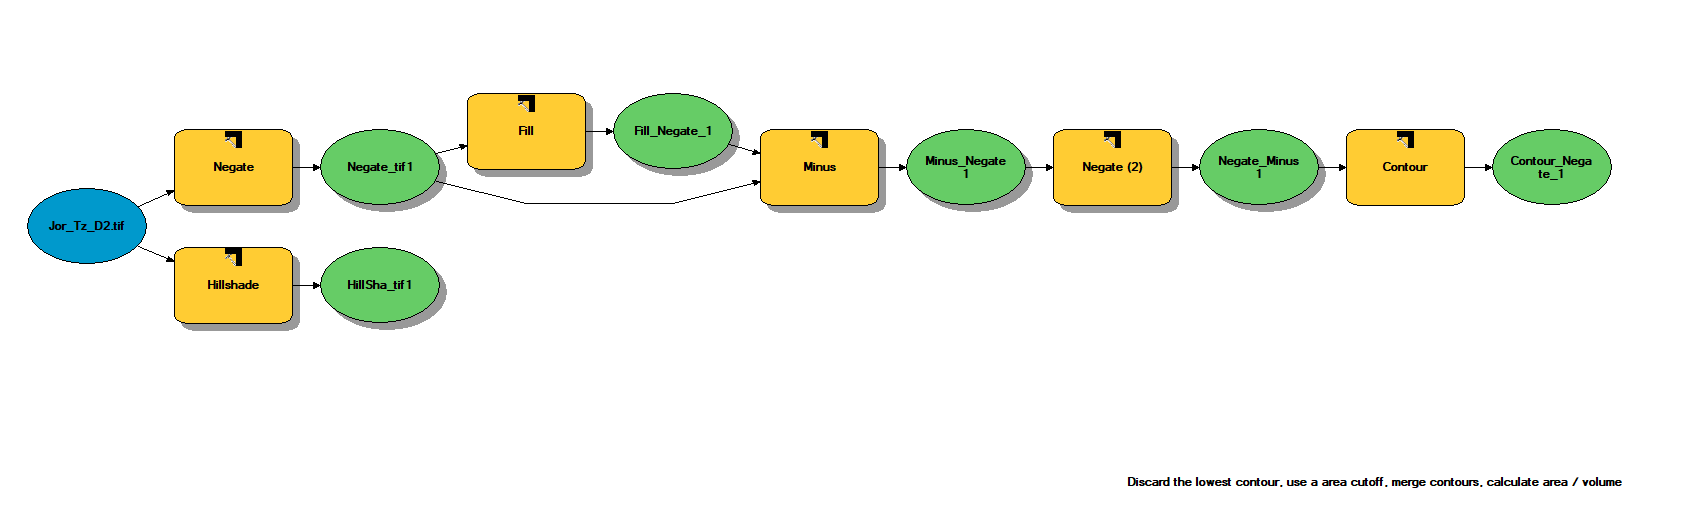 Jor_Tz_D2.tif
Negate
Negate_tif1
Hillshade
HillSha_tif1
Fill
Fill_Negate_1
Minus
Minus_Negate
1
Negate (2)
Negate_Minus
1
Contour
Contour_Nega
te_1
Discard the lowest contour, use a area cutoff, merge contours, calculate area / volume